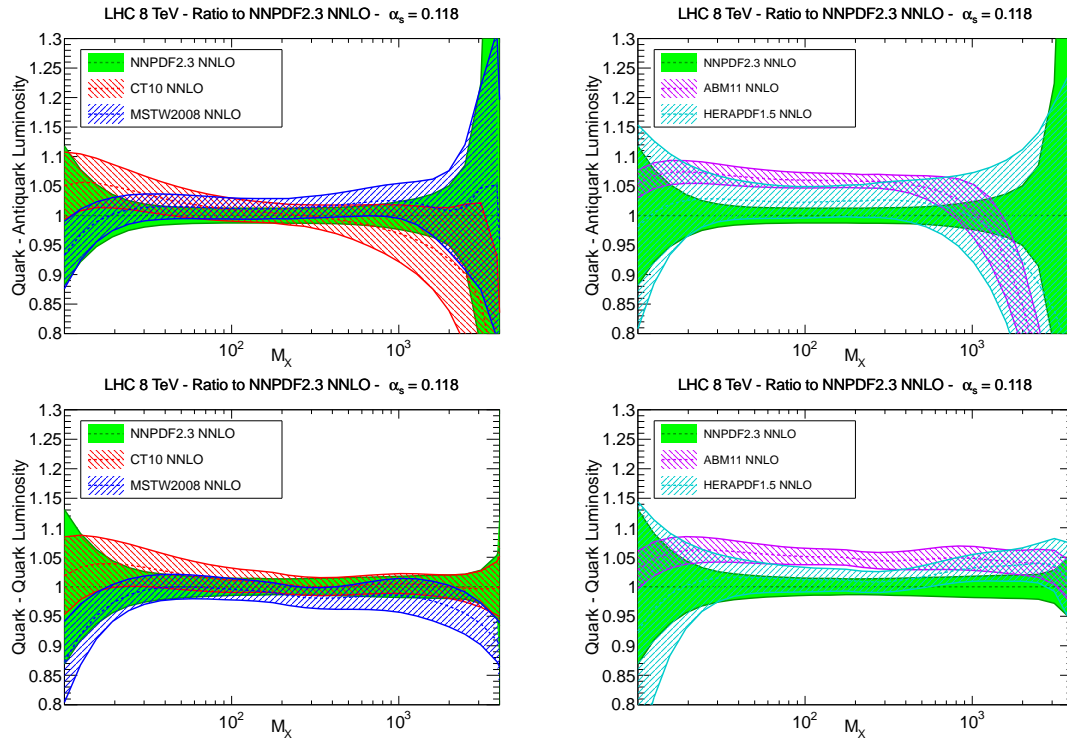 LHC 8 TeV - Ratio to NNPDF2.3 NNLO - αs = 0.118
Quark - Antiquark Luminosity
1.3
1.25
1.2
1.15
1.1
1.05
1
0.95
0.9
0.85
0.8
NNPDF2.3 NNLO
CT10 NNLO
MSTW2008 NNLO
10²
10³
MX
LHC 8 TeV - Ratio to NNPDF2.3 NNLO - αs = 0.118
Quark - Antiquark Luminosity
1.3
1.25
1.2
1.15
1.1
1.05
1
0.95
0.9
0.85
0.8
NNPDF2.3 NNLO
ABM11 NNLO
HERAPDF1.5 NNLO
10²
10³
MX
LHC 8 TeV - Ratio to NNPDF2.3 NNLO - αs = 0.118
Quark - Quark Luminosity
1.3
1.25
1.2
1.15
1.1
1.05
1
0.95
0.9
0.85
0.8
NNPDF2.3 NNLO
CT10 NNLO
MSTW2008 NNLO
10²
10³
MX
LHC 8 TeV - Ratio to NNPDF2.3 NNLO - αs = 0.118
Quark - Quark Luminosity
1.3
1.25
1.2
1.15
1.1
1.05
1
0.95
0.9
0.85
0.8
NNPDF2.3 NNLO
ABM11 NNLO
HERAPDF1.5 NNLO
10²
10³
MX